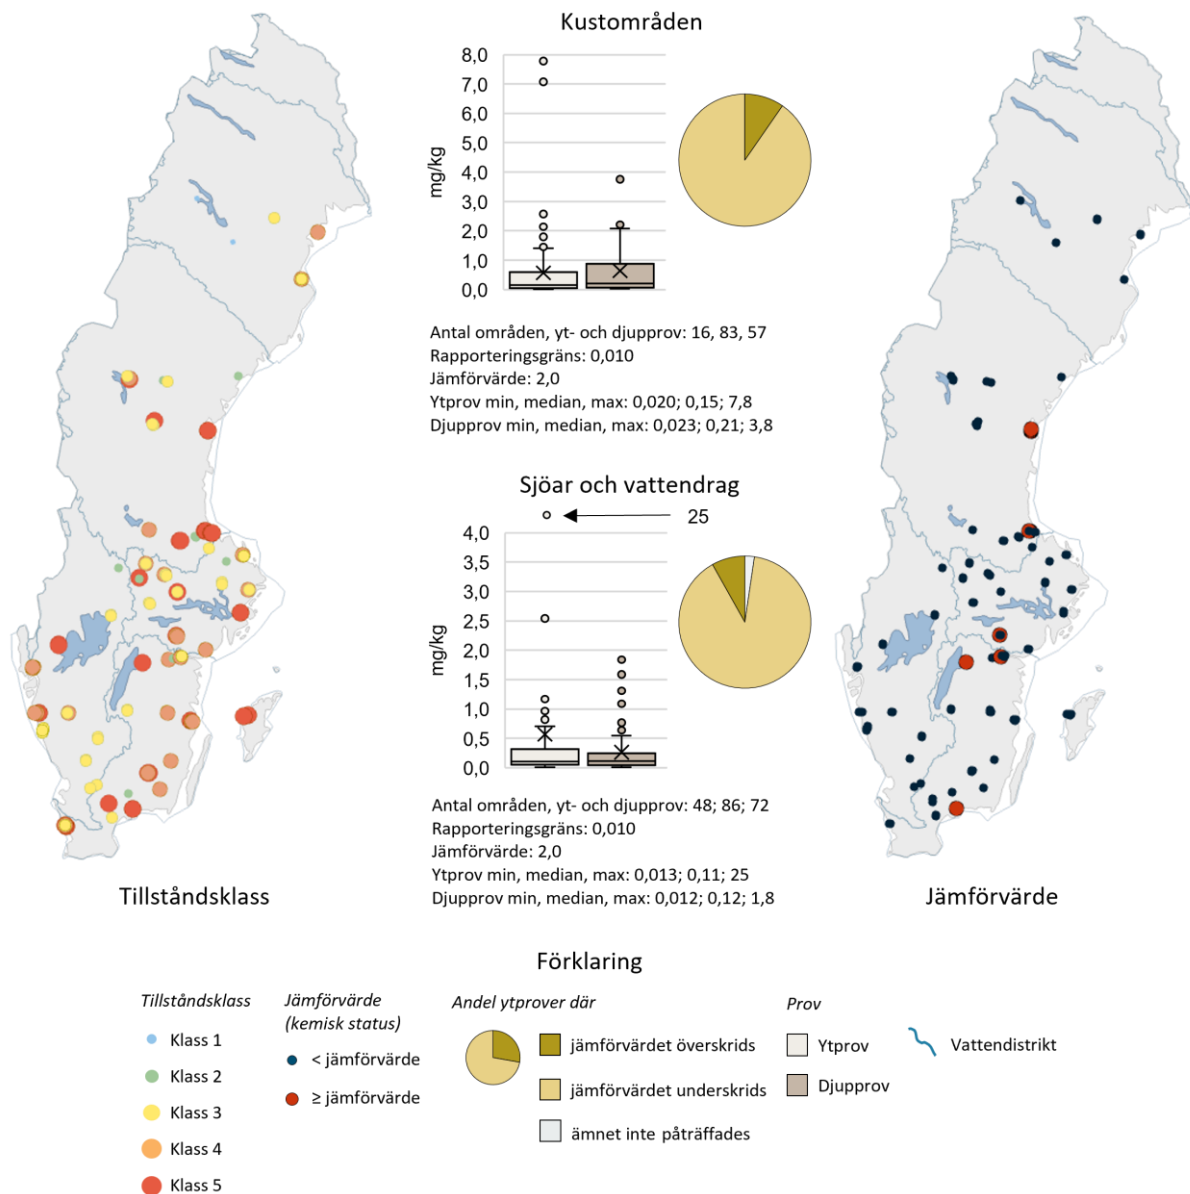 Kustområden
8,0
7,0
6,0
5,0
4,0
3,0
2,0
1,0
0,0
mg/kg
Antal områden, yt- och djupprov: 16, 83, 57
Rapporteringsgräns: 0,010
Jämförvärde: 2,0
Ytprov min, median, max: 0,020; 0,15; 7,8
Djupprov min, median, max: 0,023; 0,21; 3,8
Sjöar och vattendrag
25
4,0
3,5
3,0
2,5
2,0
1,5
1,0
0,5
0,0
mg/kg
Antal områden, yt- och djupprov: 48; 86; 72
Rapporteringsgräns: 0,010
Jämförvärde: 2,0
Ytprov min, median, max: 0,013; 0,11; 25
Djupprov min, median, max: 0,012; 0,12; 1,8
Tillståndsklass
Jämförvärde
Förklaring
Tillståndsklass
Klass 1
Klass 2
Klass 3
Klass 4
Klass 5
Jämförvärde
(kemisk status)
< jämförvärde
≥ jämförvärde
Andel ytprover där
jämförvärdet överskrids
jämförvärdet underskrids
ämnet inte påträffades
Prov
Ytprov
Djupprov
Vattendistrikt